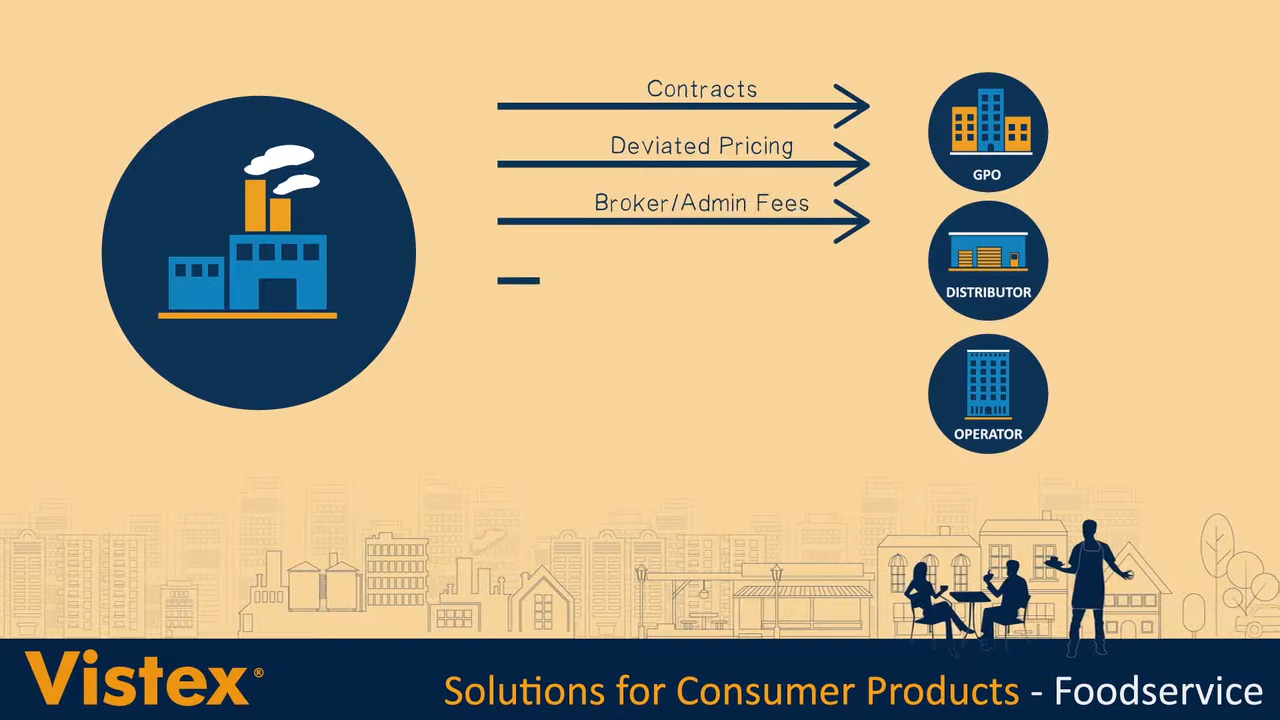 Contracts
Deviated Pricing
Broker/Admin Fees
GPO
DISTRIBUTOR
OPERATOR
Vistex®
Solutions for Consumer Products - Foodservice